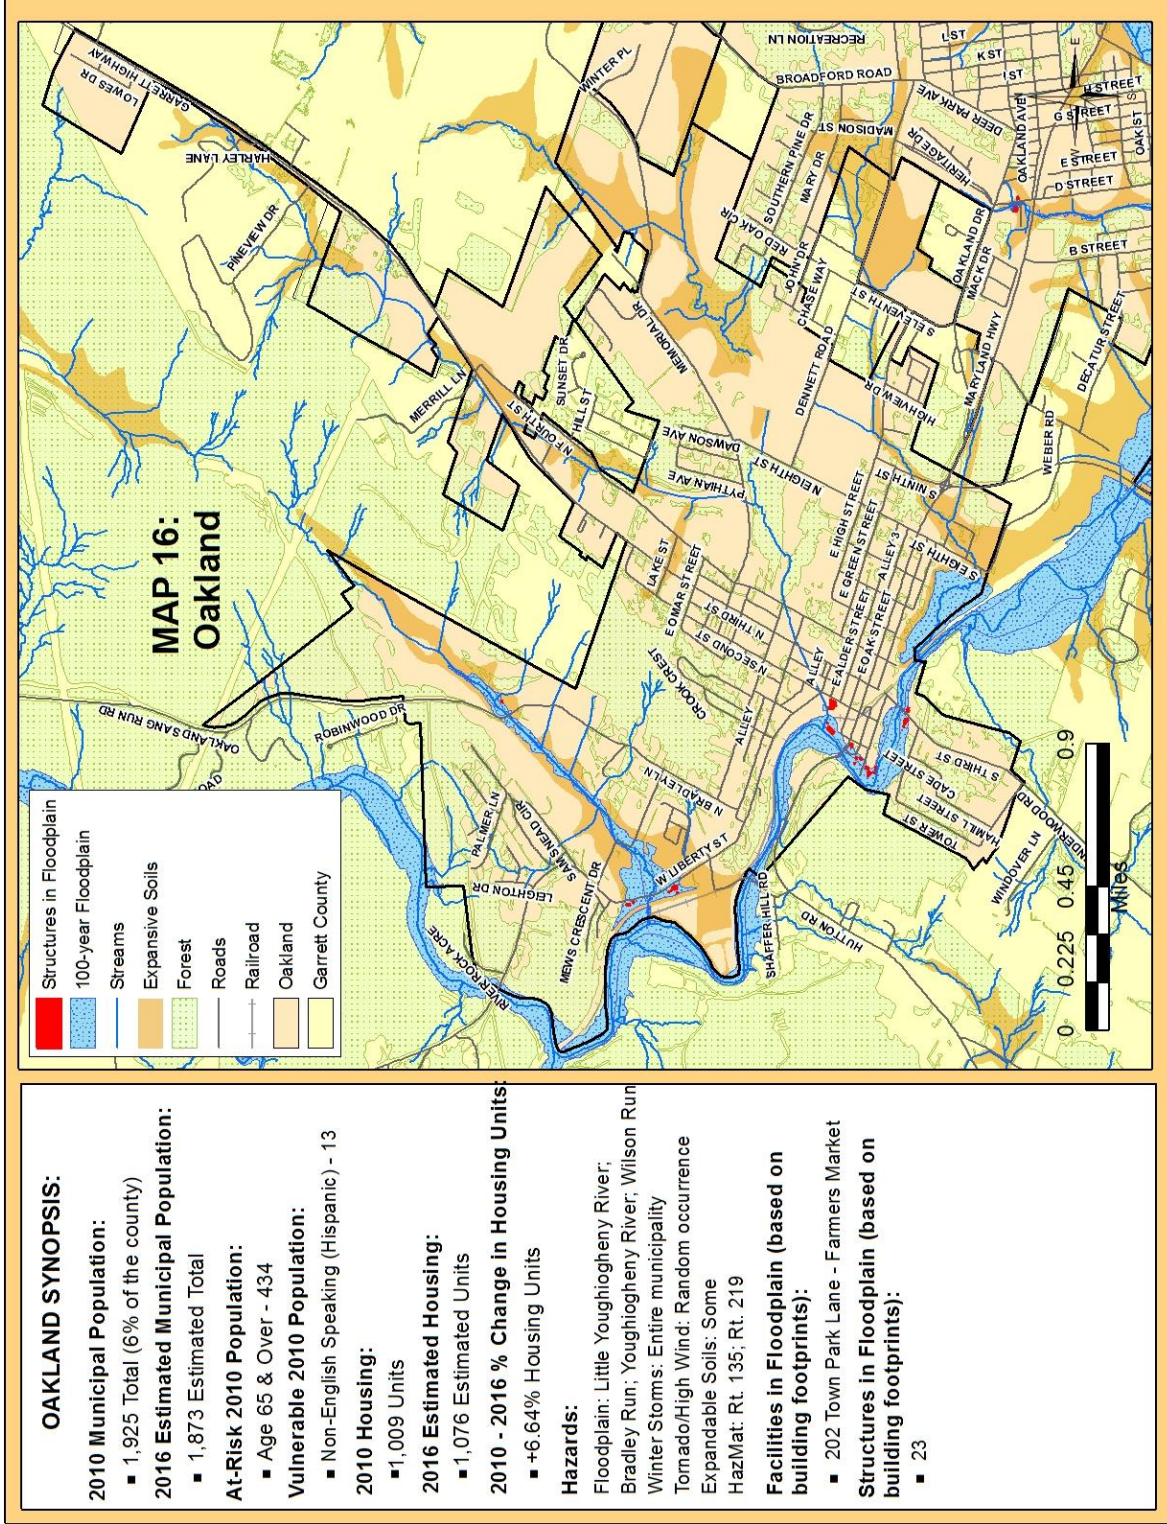 OAKLAND SYNOPSIS:
2010 Municipal Population:
▪ 1,925 Total (6% of the county)
2016 Estimated Municipal Population:
▪ 1,873 Estimated Total
At-Risk 2010 Population:
▪ Age 65 & Over - 434
Vulnerable 2010 Population:
▪ Non-English Speaking (Hispanic) - 13
2010 Housing:
▪1,009 Units
2016 Estimated Housing:
▪1,076 Estimated Units
2010 - 2016 % Change in Housing Units:
▪ +6.64% Housing Units
Hazards:
Floodplain: Little Youghiogheny River;
Bradley Run; Youghiogheny River; Wilson Run
Winter Storms: Entire municipality
Tornado/High Wind: Random occurrence
Expandable Soils: Some
HazMat: Rt. 135; Rt. 219
Facilities in Floodplain (based on
building footprints):
▪ 202 Town Park Lane - Farmers Market
Structures in Floodplain (based on
building footprints):
▪ 23
Structures in Floodplain
100-year Floodplain
Streams
Expansive Soils
Forest
Roads
Railroad
Oakland
Garrett County
MAP 16:
Oakland
LOWES DR
GARRETT HIGHWAY
HARLEY LANE
PINEVIEW DR
MERRILL LN
OAKLAND SANG RUN RD
ROAD
ROBINWOOD DR
PALMER LN
SAM SNEAD CIR
LEIGHTON DR
RIVER ROCK ACRE
MEWS CRESCENT DR
N BRADLEY LN
W LIBERTY ST
SHAFFER HILL RD
HUTTON RD
WINTER PL
SUNSET DR
HILL ST
N FOURTH ST
MEMORIAL DR
DAWSON AVE
PYTHIAN AVE
N EIGHTH ST
LAKE ST
E OMAR STREET
N THIRD ST
N SECOND ST
CROOK CREST
ALLEY
ALLEY
E HIGH STREET
E GREEN STREET
ALLEY 3
E ALDER STREET
E OAK STREET
S NINTH ST
S EIGHTH ST
S THIRD ST
CADE STREET
HAMILL STREET
TOWER ST
WINDOVER LN
UNDERWOOD RD
RECREATION LN
BROADFORD ROAD
SOUTHERN PINE DR
MARY DR
MADISON ST
RED OAK CIR
JOHN DR
CHASE WAY
DENNETT ROAD
S ELEVENTH ST
HIGHVIEW DR
MARYLAND HWY
WEBER RD
OAKLAND DR
MACK DR
HERITAGE DR
DEER PARK AVE
OAKLAND AVE
L ST
K ST
I ST
H STREET
G STREET
E STREET
D STREET
B STREET
OAK ST
DECATUR STREET
N
E
S
W
0 0.225 0.45 0.9
Miles